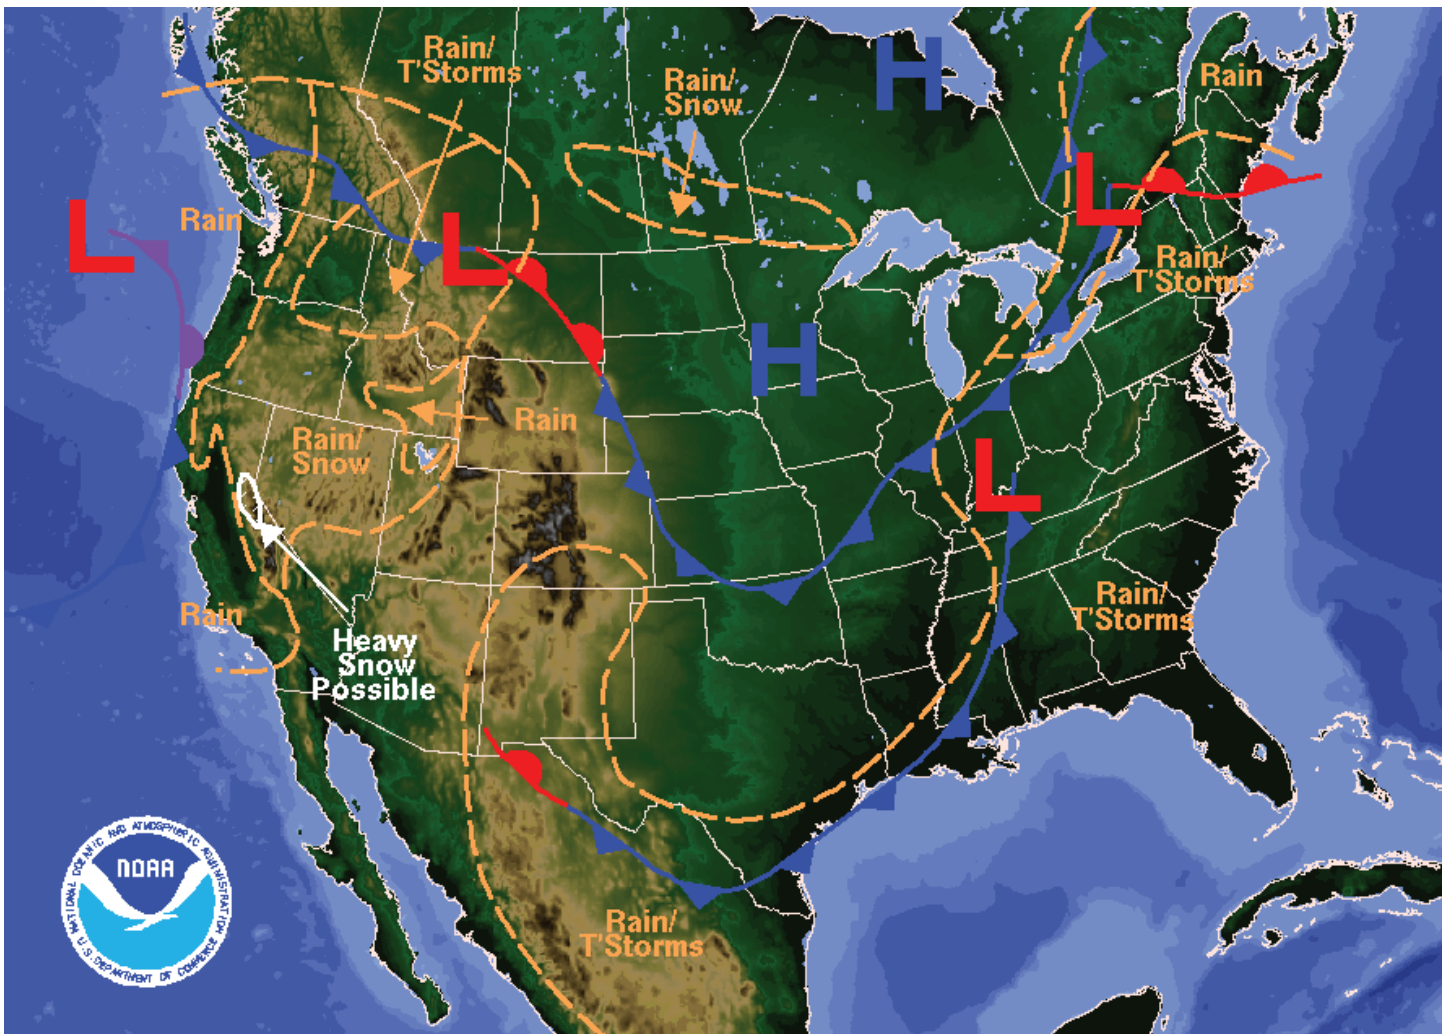 Rain/
T'Storms
Rain/
Snow
H
Rain
L
Rain
L
L
Rain/
T'Storms
H
Rain
Rain/
Snow
L
Rain
Heavy
Snow
Possible
Rain/
T'Storms
Rain/
T'Storms
NATIONAL OCEANIC AND ATMOSPHERIC ADMINISTRATION
NOAA
U.S. DEPARTMENT OF COMMERCE